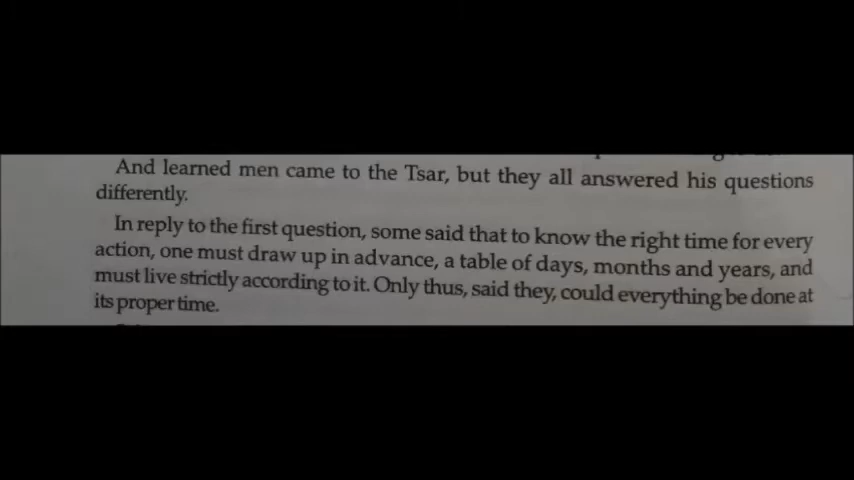 And learned men came to the Tsar, but they all answered his questions
differently.
In reply to the first question, some said that to know the right time for every
action, one must draw up in advance, a table of days, months and years, and
must live strictly according to it. Only thus, said they, could everything be done at
its proper time.